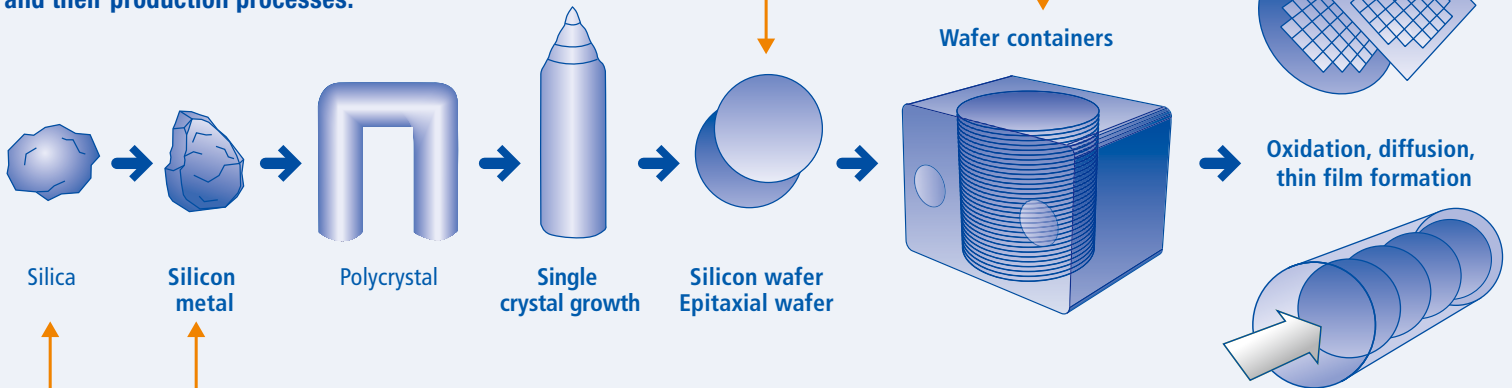 and their production processes.
Wafer containers
Oxidation, diffusion,
thin film formation
Silica
Silicon
metal
Polycrystal
Single
crystal growth
Silicon wafer
Epitaxial wafer